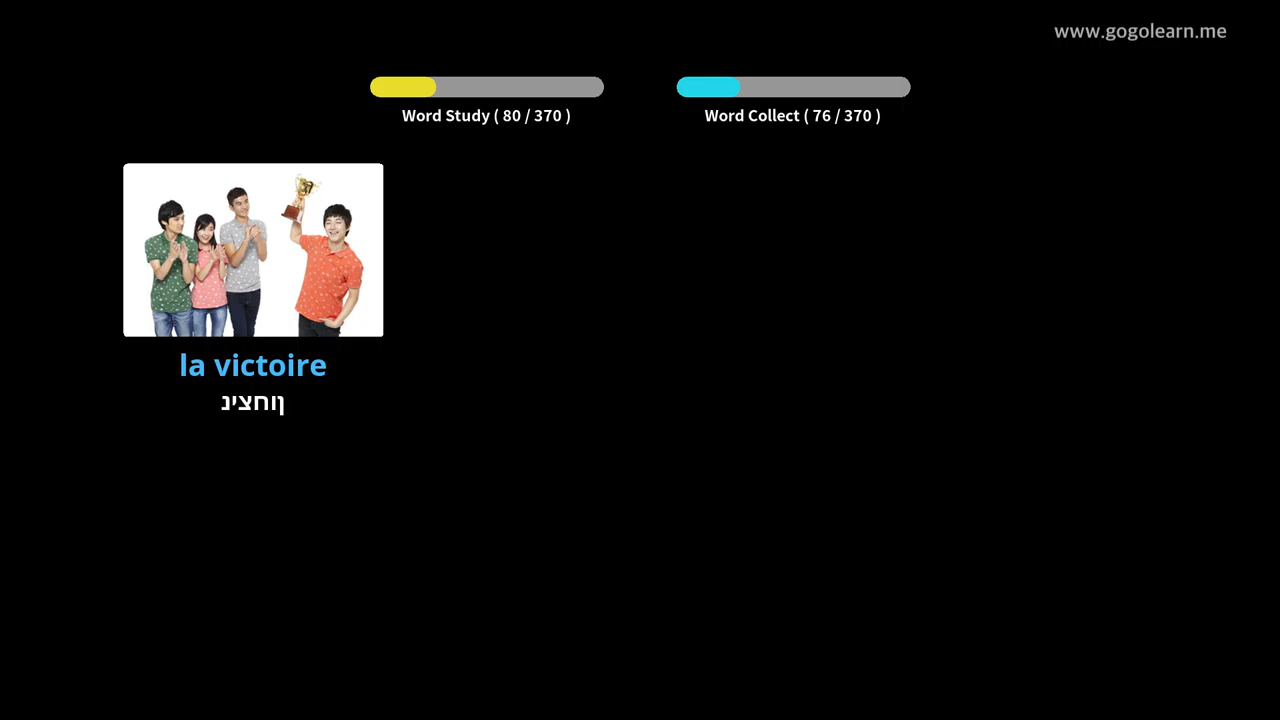 www.gogolearn.me
Word Study ( 80 / 370 )
Word Collect ( 76 / 370 )
la victoire
ניצחון